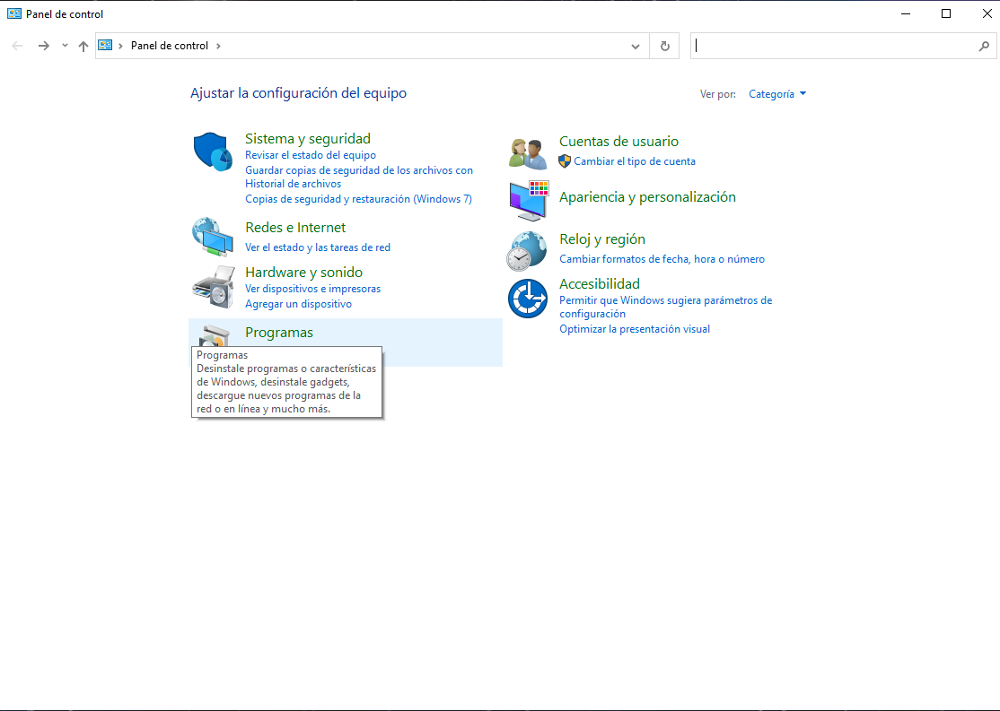 Panel de control
Panel de control
Ajustar la configuración del equipo
Ver por: Categoría
Sistema y seguridad
Revisar el estado del equipo
Guardar copias de seguridad de los archivos con
Historial de archivos
Copias de seguridad y restauración (Windows 7)
Redes e Internet
Ver el estado y las tareas de red
Hardware y sonido
Ver dispositivos e impresoras
Agregar un dispositivo
Programas
Programas
Desinstale programas o características
de Windows, desinstale gadgets,
descargue nuevos programas de la
red o en línea y mucho más.
Cuentas de usuario
Cambiar el tipo de cuenta
Apariencia y personalización
Reloj y región
Cambiar formatos de fecha, hora o número
Accesibilidad
Permitir que Windows sugiera parámetros de
configuración
Optimizar la presentación visual